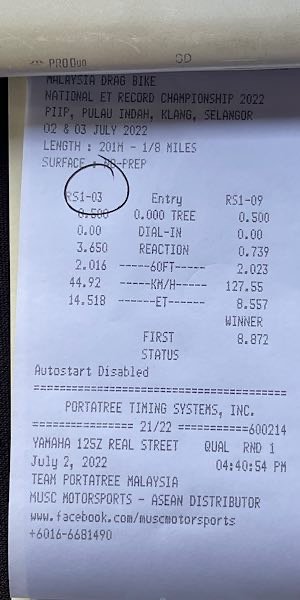 MALAYSIA DRAG BIKE
NATIONAL ET RECORD CHAMPIONSHIP 2022
PIIP, PULAU INDAH, KLANG, SELANGOR
02 & 03 JULY 2022
LENGTH : 201M - 1/8 MILES
SURFACE : NO-PREP
RS1-03 Entry RS1-09
0.500 0.000 TREE 0.500
0.00 DIAL-IN 0.00
3.650 REACTION 0.739
2.016 -----60FT----- 2.023
44.92 -----KM/H----- 127.55
14.518 ------ET------ 8.557
WINNER
FIRST 8.872
STATUS
Autostart Disabled
========================================
PORTATREE TIMING SYSTEMS, INC.
================ 21/22 ===========600214
YAMAHA 125Z REAL STREET QUAL RND 1
July 2, 2022 04:40:54 PM
TEAM PORTATREE MALAYSIA
MUSC MOTORSPORTS - ASEAN DISTRIBUTOR
www.facebook.com/muscmotorsports
+6016-6681490